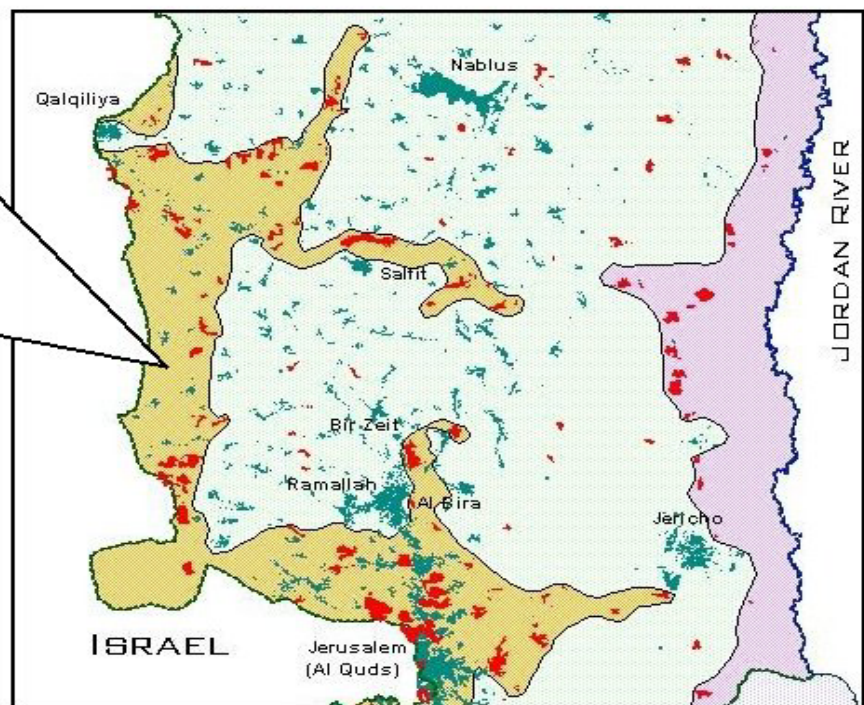 Nablus
Qalqiliya
JORDAN RIVER
Salfit
Bir Zeit
Ramallah
Al Bira
Jericho
ISRAEL
Jerusalem
(Al Quds)